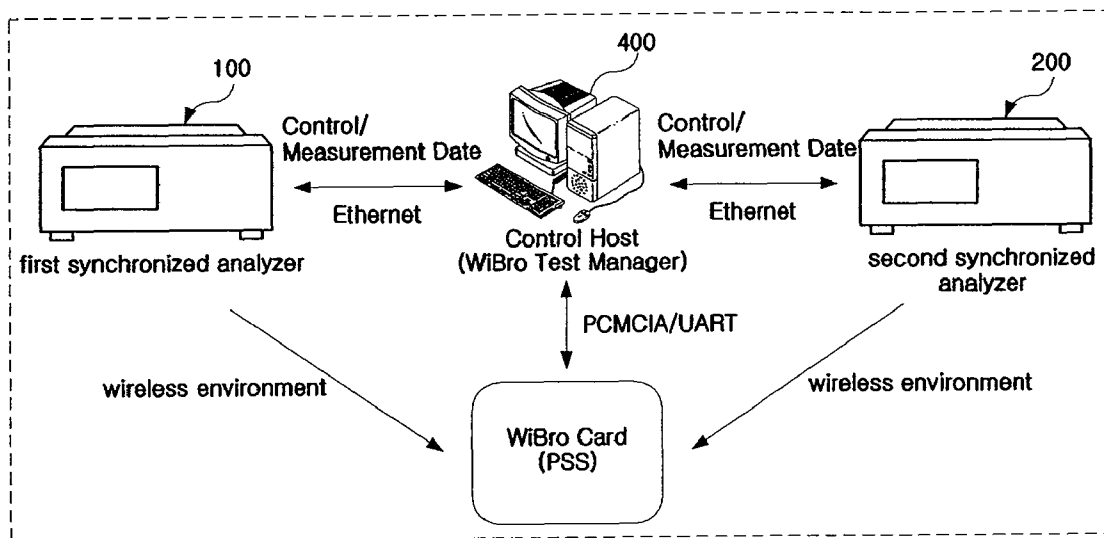 100
400
200
Control/
Measurement Date
Ethernet
Control/
Measurement Date
Ethernet
first synchronized analyzer
Control Host
(WiBro Test Manager)
second synchronized
analyzer
PCMCIA/UART
wireless environment
wireless environment
WiBro Card
(PSS)